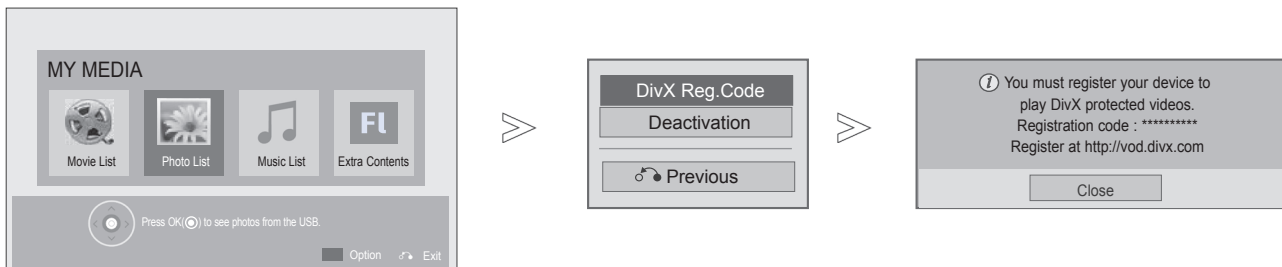 MY MEDIA
Fl
Movie List
Photo List
Music List
Extra Contents
Press OK(◉) to see photos from the USB.
Option
Exit
DivX Reg.Code
Deactivation
Previous
i You must register your device to
play DivX protected videos.
Registration code : **********
Register at http://vod.divx.com
Close